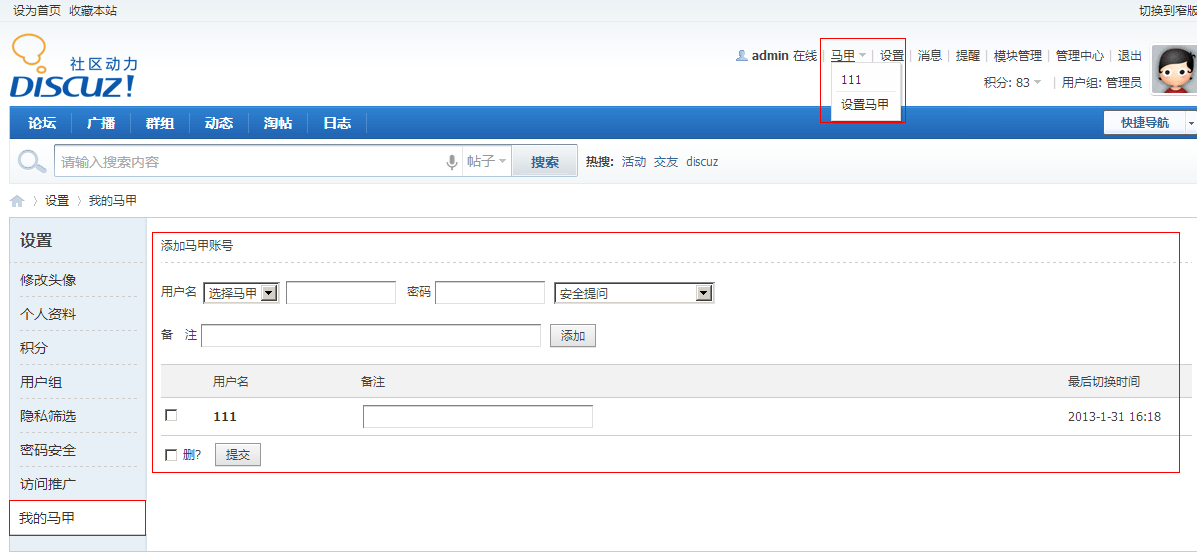 设为首页 收藏本站 切换到窄版
社区动力
DISCUZ!
admin 在线 马甲 设置 消息 提醒 模块管理 管理中心 退出
111
积分: 83 用户组: 管理员
设置马甲
论坛 广播 群组 动态 淘帖 日志 快捷导航
请输入搜索内容 帖子 搜索 热搜: 活动 交友 discuz
设置 我的马甲
设置
修改头像
个人资料
积分
用户组
隐私筛选
密码安全
访问推广
我的马甲
添加马甲账号
用户名 选择马甲 密码 安全提问
备 注 添加
用户名 备注 最后切换时间
111 2013-1-31 16:18
删? 提交